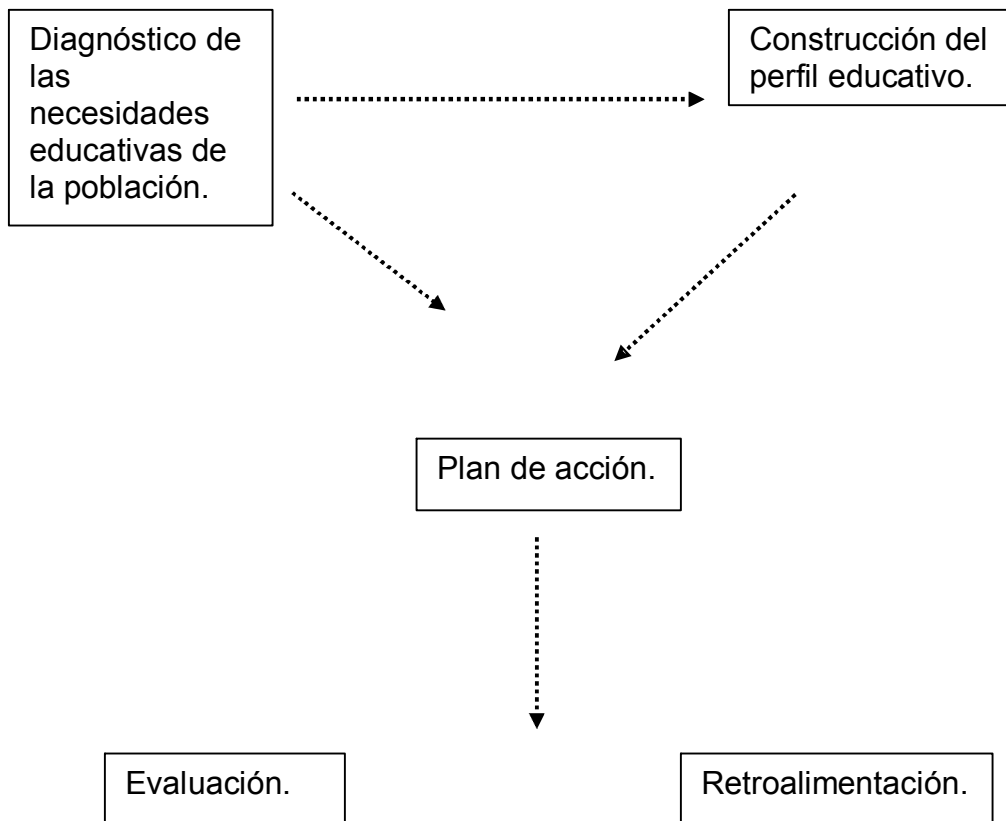 Diagnóstico de
las
necesidades
educativas de
la población.
Construcción del
perfil educativo.
Plan de acción.
Evaluación.
Retroalimentación.